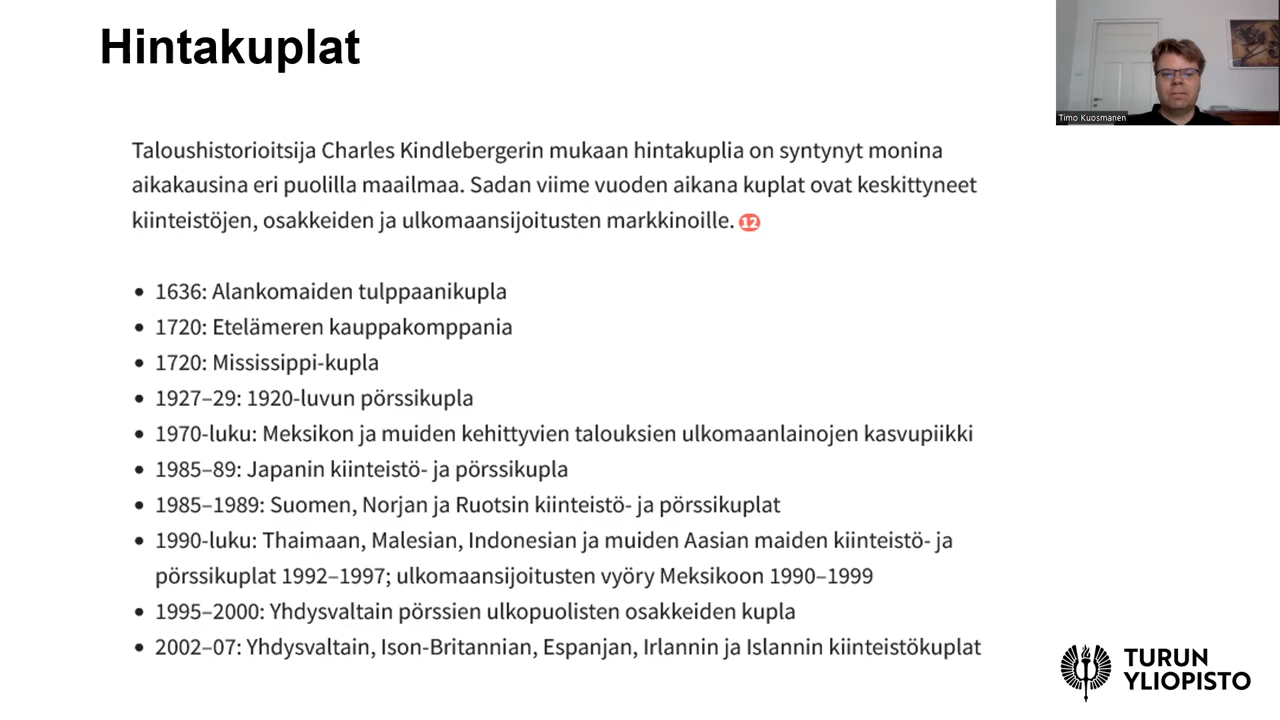 Hintakuplat
Timo Kuosmanen
Taloushistorioitsija Charles Kindlebergerin mukaan hintakuplia on syntynyt monina
aikakausina eri puolilla maailmaa. Sadan viime vuoden aikana kuplat ovat keskittyneet
kiinteistöjen, osakkeiden ja ulkomaansijoitusten markkinoille. 12
• 1636: Alankomaiden tulppaanikupla
• 1720: Etelämeren kauppakomppania
• 1720: Mississippi-kupla
• 1927–29: 1920-luvun pörssikupla
• 1970-luku: Meksikon ja muiden kehittyvien talouksien ulkomaanlainojen kasvupiikki
• 1985–89: Japanin kiinteistö- ja pörssikupla
• 1985–1989: Suomen, Norjan ja Ruotsin kiinteistö- ja pörssikuplat
• 1990-luku: Thaimaan, Malesian, Indonesian ja muiden Aasian maiden kiinteistö- ja
pörssikuplat 1992–1997; ulkomaansijoitusten vyöry Meksikoon 1990–1999
• 1995–2000: Yhdysvaltain pörssien ulkopuolisten osakkeiden kupla
• 2002–07: Yhdysvaltain, Ison-Britannian, Espanjan, Irlannin ja Islannin kiinteistökuplat
TURUN
YLIOPISTO